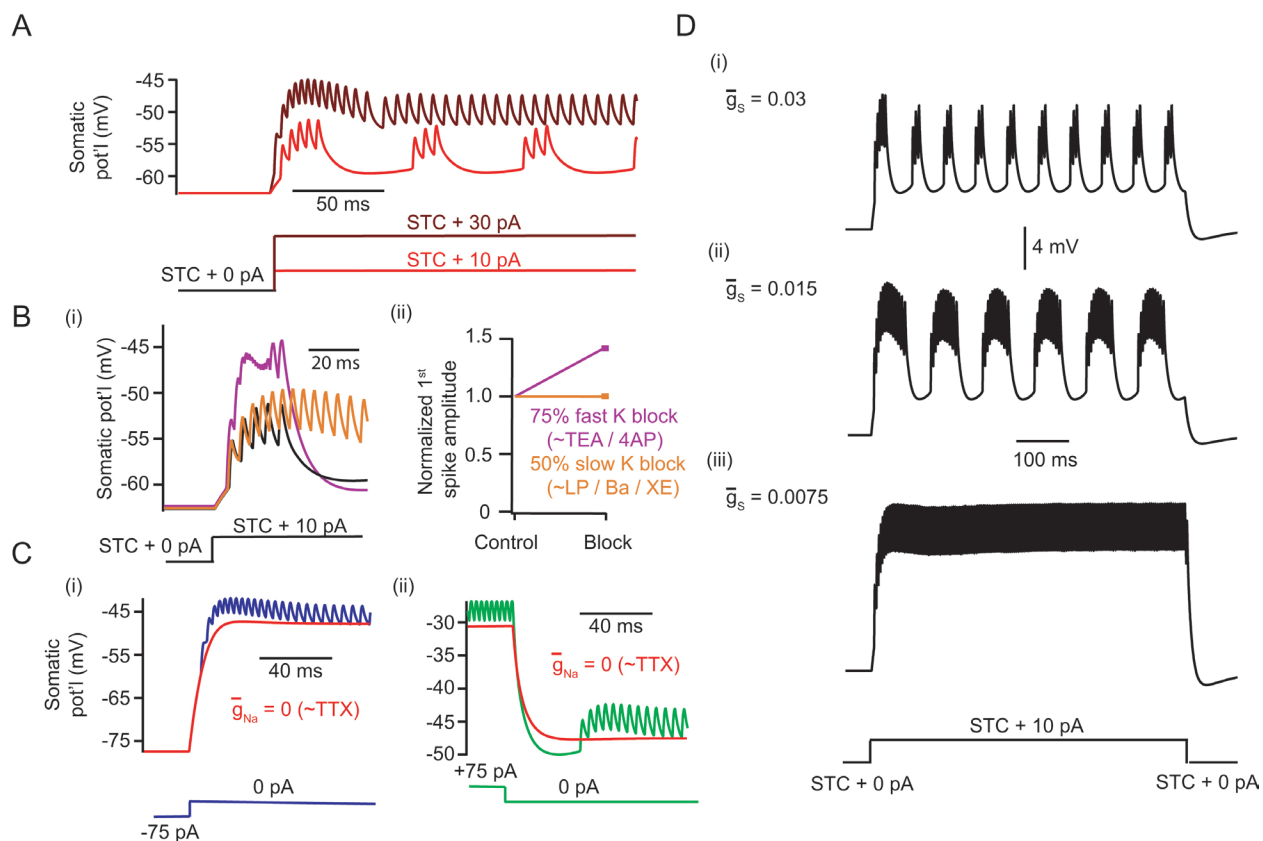 A
Somatic
pot'l (mV)
-45
-50
-55
-60
50 ms
STC + 30 pA
STC + 10 pA
STC + 0 pA
B
(i)
Somatic pot'l (mV)
-45
-50
-55
-60
20 ms
STC + 10 pA
STC + 0 pA
(ii)
Normalized 1st
spike amplitude
1.5
1.0
0.5
0
75% fast K block
(~TEA / 4AP)
50% slow K block
(~LP / Ba / XE)
Control
Block
C
(i)
Somatic
pot'l (mV)
-45
-55
-65
-75
40 ms
g̅Na = 0 (~TTX)
0 pA
-75 pA
(ii)
-30
-35
-40
-45
-50
40 ms
g̅Na = 0 (~TTX)
+75 pA
0 pA
D
(i)
g̅S = 0.03
4 mV
(ii)
g̅S = 0.015
100 ms
(iii)
g̅S = 0.0075
STC + 10 pA
STC + 0 pA
STC + 0 pA